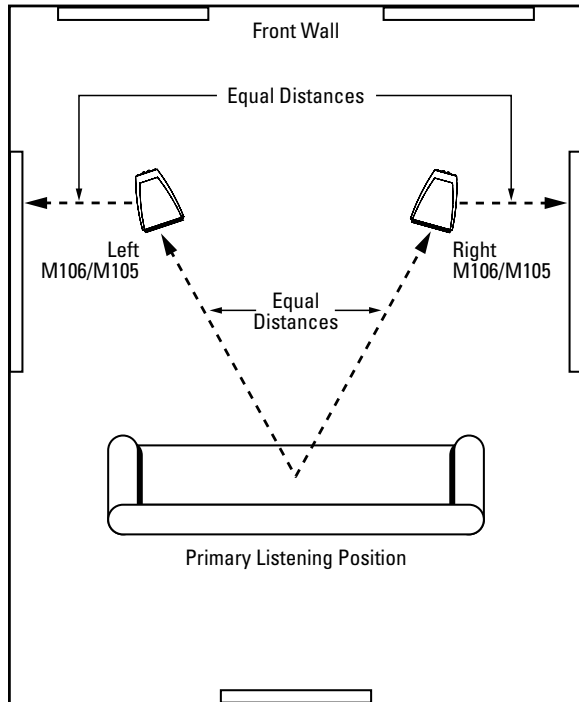 Front Wall
Equal Distances
Left
M106/M105
Right
M106/M105
Equal
Distances
Primary Listening Position